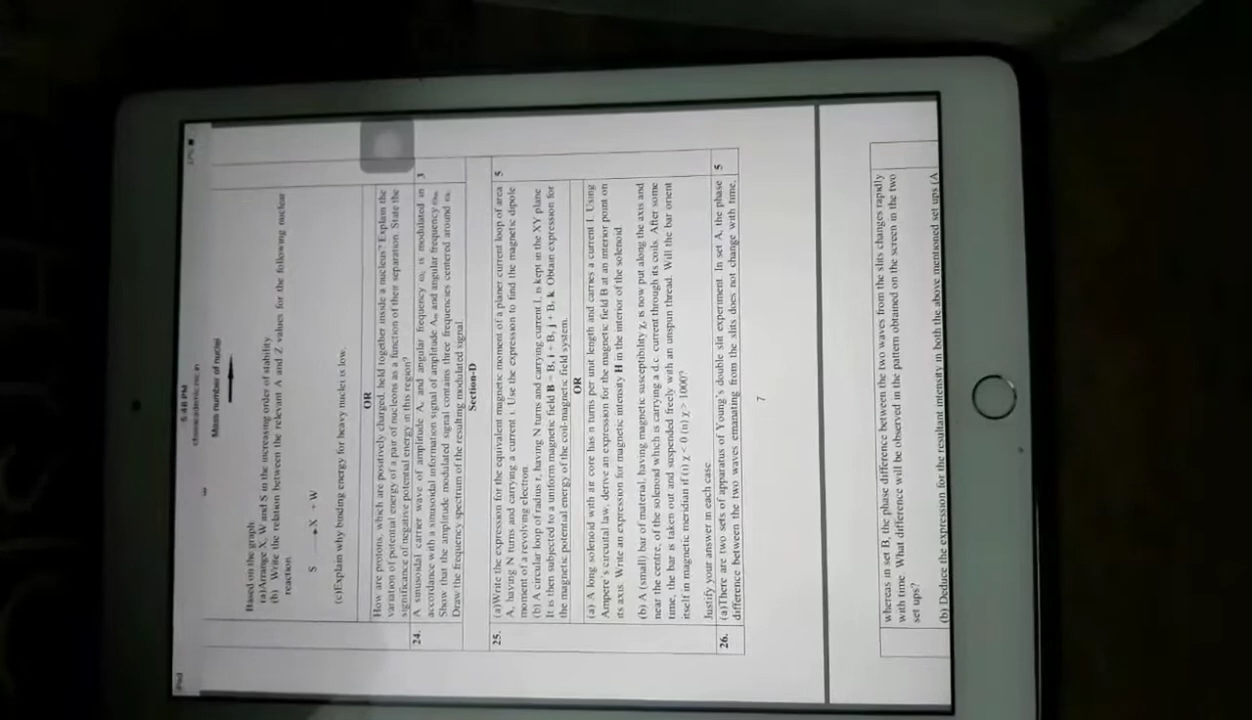 iPad
5:48 PM
cbseacademic.nic.in
Mass number of nuclei
Based on the graph
(a)Arrange X, W and S in the increasing order of stability
(b) Write the relation between the relevant A and Z values for the following nuclear
reaction
S → X + W
(c)Explain why binding energy for heavy nuclei is low.
OR
How are protons, which are positively charged, held together inside a nucleus? Explain the
variation of potential energy of a pair of nucleons as a function of their separation. State the
significance of negative potential energy in this region?
24. A sinusoidal carrier wave of amplitude Ac and angular frequency ωc is modulated in 3
accordance with a sinusoidal information signal of amplitude Am and angular frequency ωm.
Show that the amplitude modulated signal contains three frequencies centered around ωc.
Draw the frequency spectrum of the resulting modulated signal.
Section-D
25. (a)Write the expression for the equivalent magnetic moment of a planer current loop of area 5
A, having N turns and carrying a current i. Use the expression to find the magnetic dipole
moment of a revolving electron.
(b) A circular loop of radius r, having N turns and carrying current I, is kept in the XY plane.
It is then subjected to a uniform magnetic field B = Bx i + By j + Bz k. Obtain expression for
the magnetic potential energy of the coil-magnetic field system.
OR
(a) A long solenoid with air core has n turns per unit length and carries a current I. Using
Ampere's circuital law, derive an expression for the magnetic field B at an interior point on
its axis. Write an expression for magnetic intensity H in the interior of the solenoid.
(b) A (small) bar of material, having magnetic susceptibility χ, is now put along the axis and
near the centre, of the solenoid which is carrying a d.c. current through its coils. After some
time, the bar is taken out and suspended freely with an unspun thread. Will the bar orient
itself in magnetic meridian if (i) χ < 0 (ii) χ > 1000?
Justify your answer in each case.
26. (a)There are two sets of apparatus of Young's double slit experiment. In set A, the phase 5
difference between the two waves emanating from the slits does not change with time,
7
whereas in set B, the phase difference between the two waves from the slits changes rapidly
with time. What difference will be observed in the pattern obtained on the screen in the two
set ups?
(b) Deduce the expression for the resultant intensity in both the above mentioned set ups (A